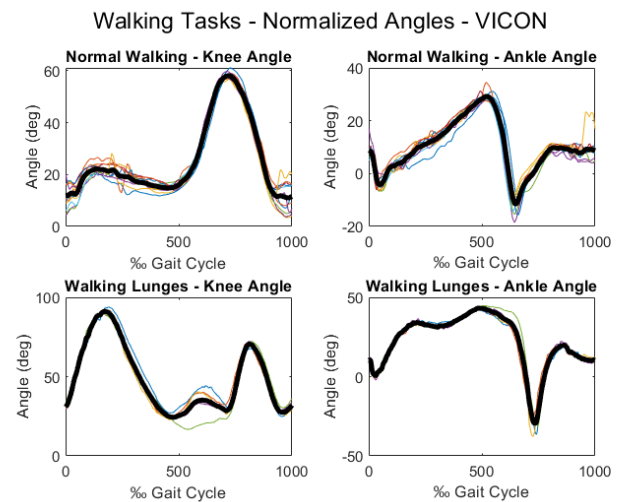 Walking Tasks - Normalized Angles - VICON
Normal Walking - Knee Angle
60
40
20
0
Angle (deg)
0 500 1000
‰ Gait Cycle
Normal Walking - Ankle Angle
40
20
0
-20
Angle (deg)
0 500 1000
‰ Gait Cycle
Walking Lunges - Knee Angle
100
50
0
Angle (deg)
0 500 1000
‰ Gait Cycle
Walking Lunges - Ankle Angle
50
0
-50
Angle (deg)
0 500 1000
‰ Gait Cycle